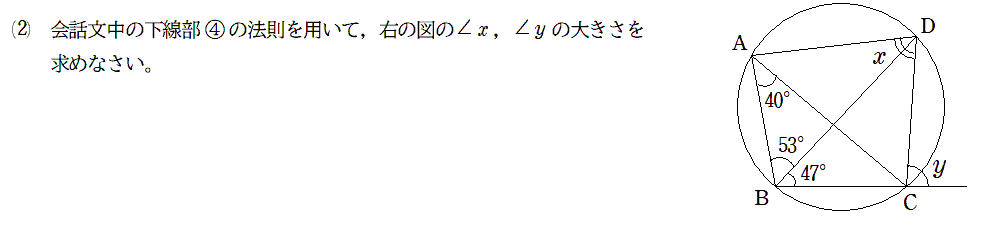 (2) 会話文中の下線部④の法則を用いて，右の図の∠x，∠yの大きさを
求めなさい。
D
A
x
40°
53°
47°
y
B
C